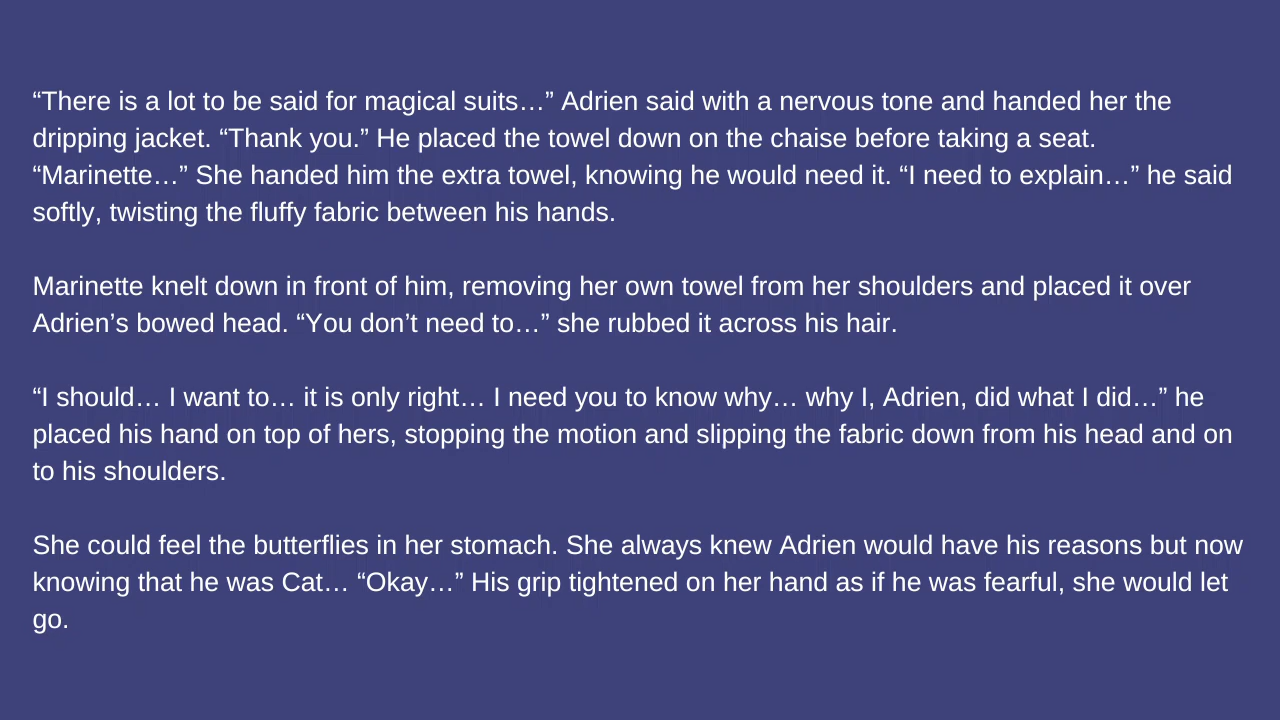 “There is a lot to be said for magical suits…” Adrien said with a nervous tone and handed her the
dripping jacket. “Thank you.” He placed the towel down on the chaise before taking a seat.
“Marinette…” She handed him the extra towel, knowing he would need it. “I need to explain…” he said
softly, twisting the fluffy fabric between his hands.
Marinette knelt down in front of him, removing her own towel from her shoulders and placed it over
Adrien’s bowed head. “You don’t need to…” she rubbed it across his hair.
“I should… I want to… it is only right… I need you to know why… why I, Adrien, did what I did…” he
placed his hand on top of hers, stopping the motion and slipping the fabric down from his head and on
to his shoulders.
She could feel the butterflies in her stomach. She always knew Adrien would have his reasons but now
knowing that he was Cat… “Okay…” His grip tightened on her hand as if he was fearful, she would let
go.